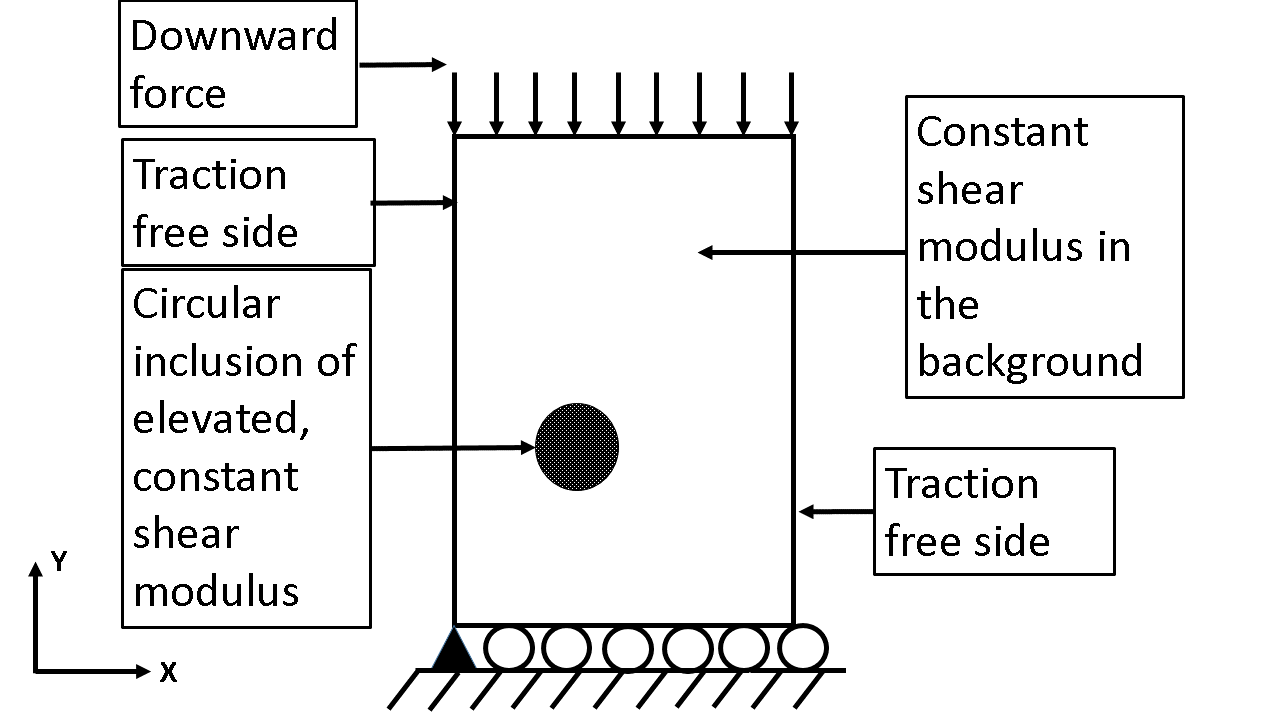 Downward
force
Traction
free side
Circular
inclusion of
elevated,
constant
shear
modulus
Constant
shear
modulus in
the
background
Traction
free side
Y
X